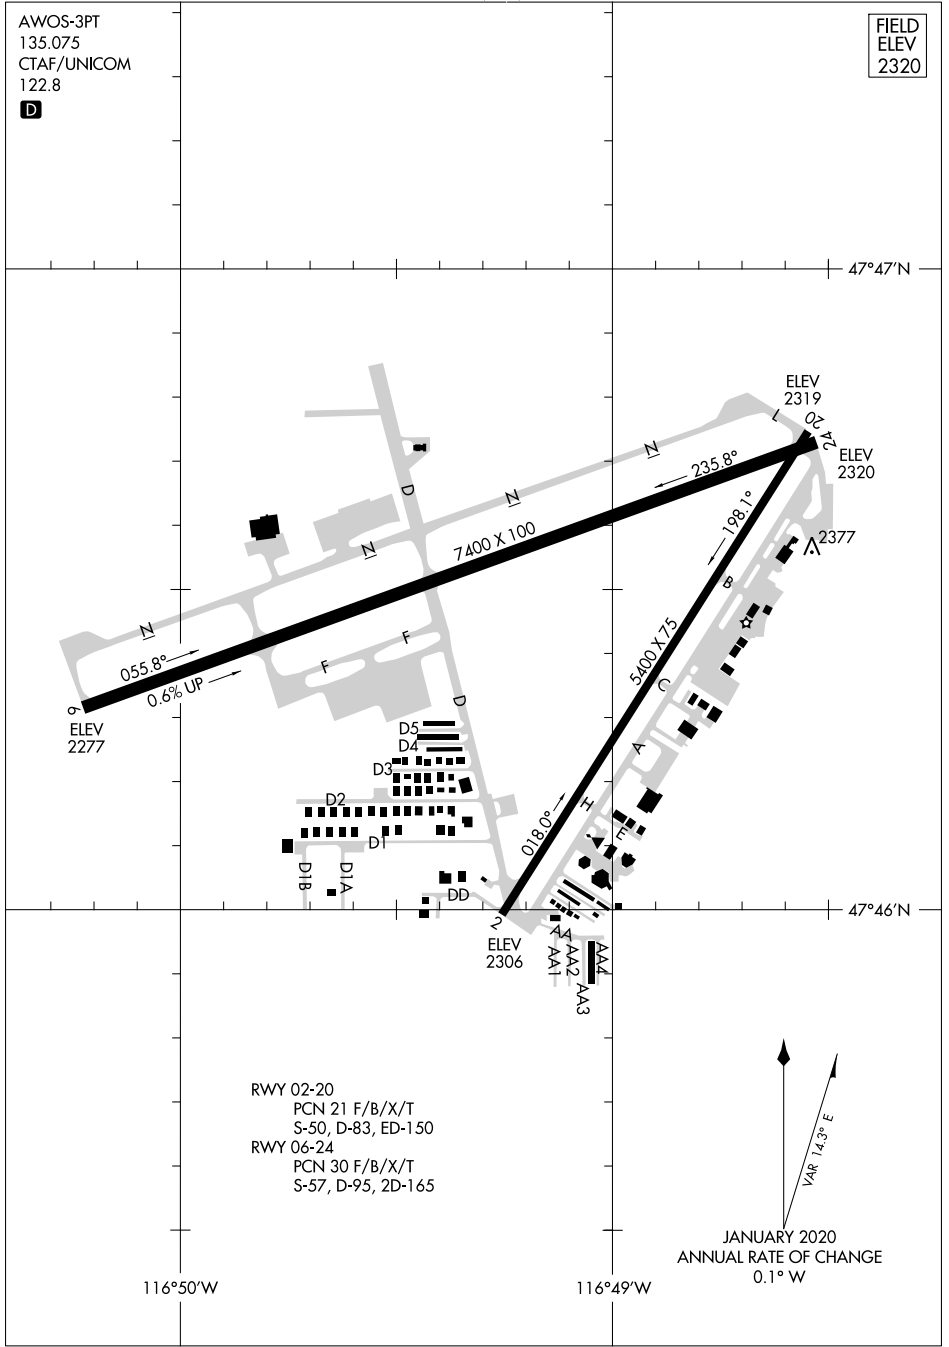 AWOS-3PT
135.075
CTAF/UNICOM
122.8
D
FIELD
ELEV
2320
47°47'N
ELEV
2319
L
20
24
ELEV
2320
N
235.8°
D
N
198.1°
2377
7400 X 100
N
B
N
F
F
5400 X 75
055.8°
0.6% UP
C
6
ELEV
2277
D
D5
D4
A
D3
D2
H
018.0°
E
D1
D1B
D1A
DD
2
47°46'N
ELEV
2306
A
A
AA1
AA2
AA4
AA3
RWY 02-20
PCN 21 F/B/X/T
S-50, D-83, ED-150
RWY 06-24
PCN 30 F/B/X/T
S-57, D-95, 2D-165
VAR 14.3° E
JANUARY 2020
ANNUAL RATE OF CHANGE
0.1° W
116°50'W
116°49'W